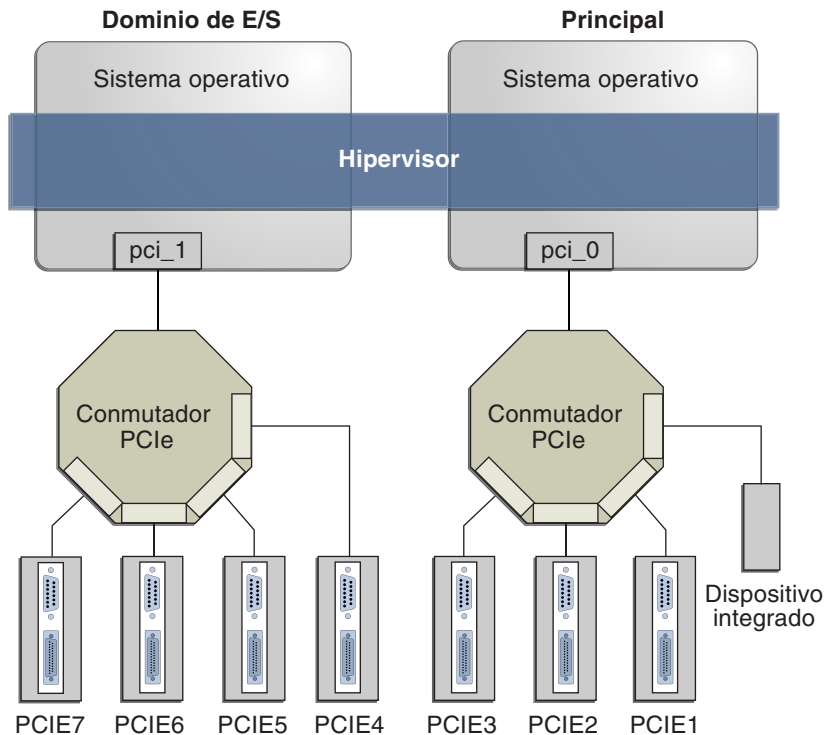 Dominio de E/S
Principal
Sistema operativo
Sistema operativo
Hipervisor
pci_1
pci_0
Conmutador
PCIe
Conmutador
PCIe
Dispositivo
integrado
PCIE7
PCIE6
PCIE5
PCIE4
PCIE3
PCIE2
PCIE1